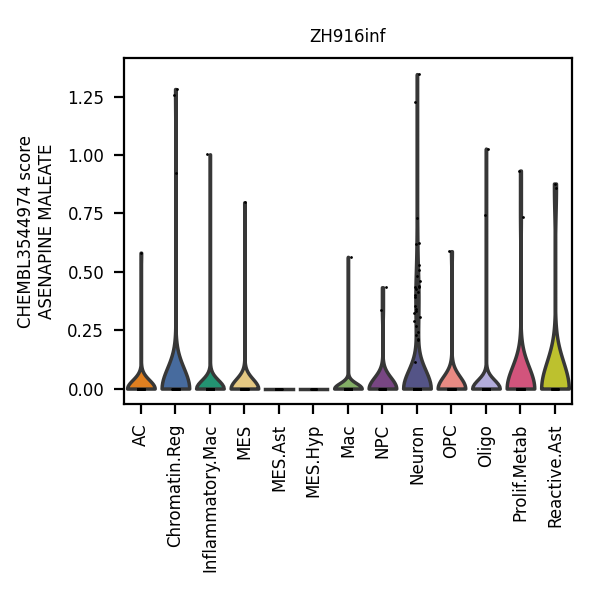 ZH916inf
CHEMBL3544974 score
ASENAPINE MALEATE
1.25
1.00
0.75
0.50
0.25
0.00
AC
Chromatin.Reg
Inflammatory.Mac
MES
MES.Ast
MES.Hyp
Mac
NPC
Neuron
OPC
Oligo
Prolif.Metab
Reactive.Ast